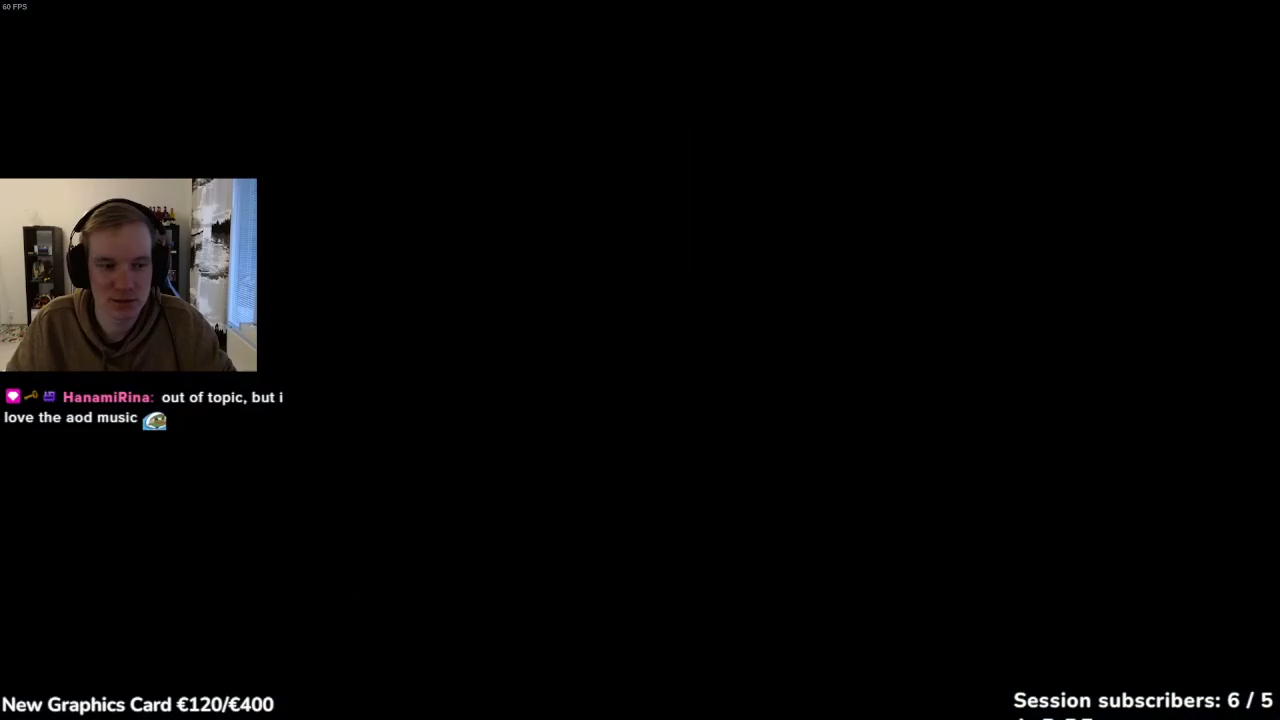 60 FPS
HanamiRina: out of topic, but i
love the aod music
New Graphics Card €120/€400
Session subscribers: 6 / 5